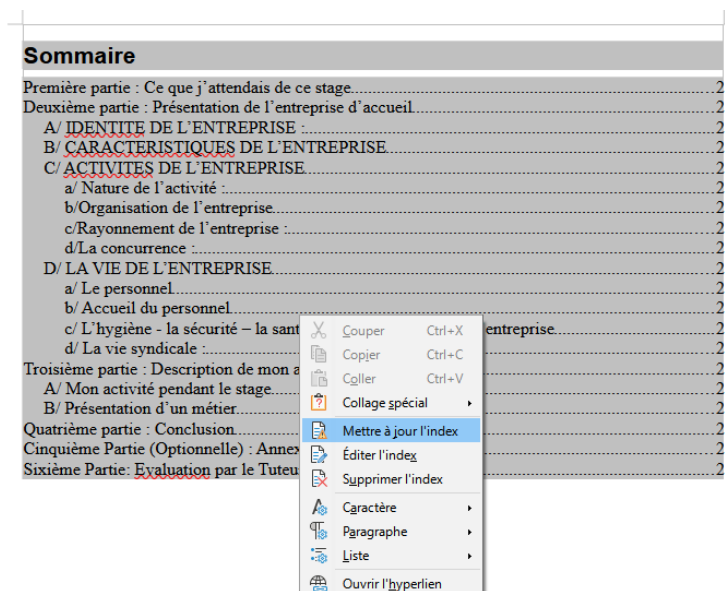 Sommaire
Première partie : Ce que j’attendais de ce stage.....2
Deuxième partie : Présentation de l’entreprise d’accueil.....2
A/ IDENTITE DE L’ENTREPRISE :.....2
B/ CARACTERISTIQUES DE L’ENTREPRISE.....2
C/ ACTIVITES DE L’ENTREPRISE.....2
a/ Nature de l’activité :.....2
b/Organisation de l’entreprise.....2
c/Rayonnement de l’entreprise :.....2
d/La concurrence :.....2
D/ LA VIE DE L’ENTREPRISE.....2
a/ Le personnel.....2
b/ Accueil du personnel.....2
c/ L’hygiène - la sécurité – la sant entreprise.....2
d/ La vie syndicale :.....2
Troisième partie : Description de mon a.....2
A/ Mon activité pendant le stage.....2
B/ Présentation d’un métier.....2
Quatrième partie : Conclusion.....2
Cinquième Partie (Optionnelle) : Annex.....2
Sixième Partie: Evaluation par le Tuteu.....2
Couper Ctrl+X
Copier Ctrl+C
Coller Ctrl+V
Collage spécial
Mettre à jour l'index
Éditer l'index
Supprimer l'index
Caractère
Paragraphe
Liste
Ouvrir l'hyperlien